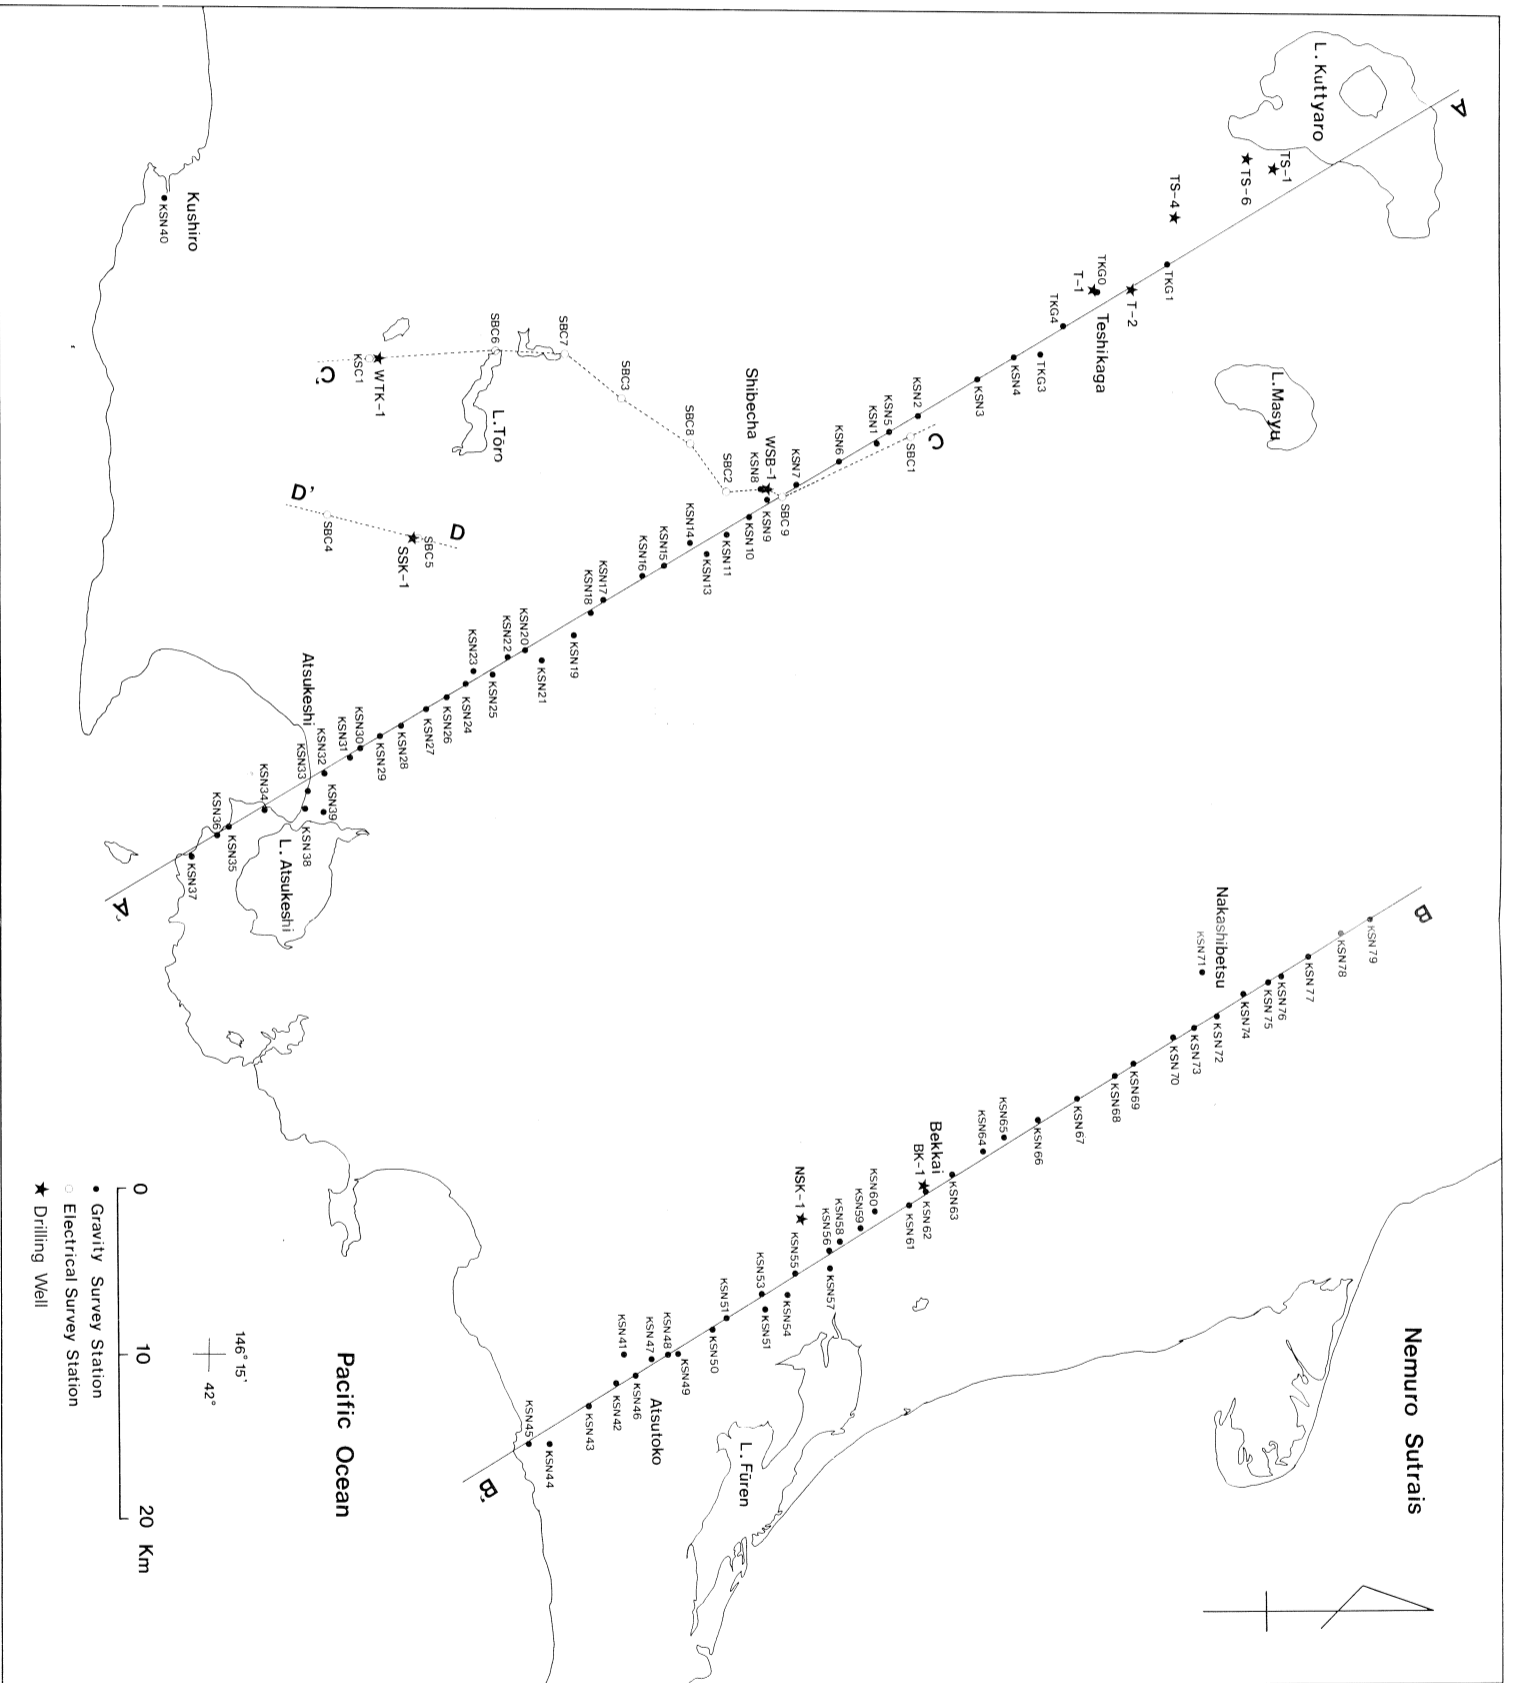 L. Kuttyaro
A
TS-1
TS-6
TS-4
TKG1
T-2
TKG0
T-1
Teshikaga
TKG4
TKG3
L. Masyu
KSN4
KSN3
KSN2
KSN5
KSN1
C
SBC1
KSN6
KSN7
SBC9
WSB-1
KSN8
Shibecha
KSN9
KSN10
SBC2
KSN11
KSN13
KSN14
SBC8
KSN15
KSN16
SBC3
SBC7
SBC6
L. Tōro
WTK-1
KSC1
C'
KSN17
KSN18
KSN19
KSN20
KSN21
KSN22
KSN25
KSN23
KSN24
KSN26
KSN27
KSN28
D
SBC5
SSK-1
SBC4
D'
KSN29
KSN30
KSN31
KSN32
KSN39
Atsukeshi
KSN33
KSN38
L. Atsukeshi
KSN34
KSN35
KSN36
KSN37
A'
Kushiro
KSN40
B
KSN79
KSN78
KSN77
KSN76
KSN75
KSN74
Nakashibetsu
KSN71
KSN72
KSN73
KSN70
KSN69
KSN68
KSN67
KSN66
KSN65
KSN64
KSN63
Bekkai
BK-1
KSN62
KSN61
KSN60
KSN59
KSN58
KSN56
KSN57
NSK-1
KSN55
KSN54
KSN53
KSN51
KSN51
KSN50
KSN49
KSN48
KSN47
KSN41
KSN46
Atsutoko
KSN42
KSN43
KSN44
KSN45
B'
L. Fūren
Nemuro Sutrais
Pacific Ocean
146° 15'
42°
0 10 20 Km
Gravity Survey Station
Electrical Survey Station
Drilling Well